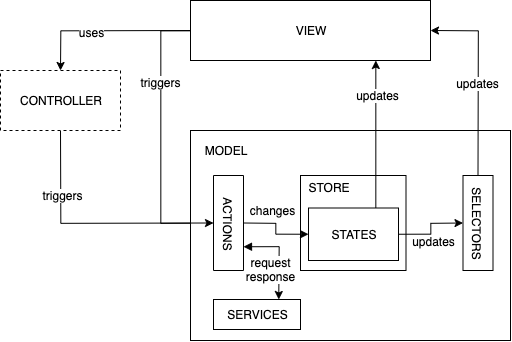 VIEW
uses
CONTROLLER
triggers
updates
updates
triggers
MODEL
STORE
ACTIONS
changes
STATES
updates
SELECTORS
request
response
SERVICES